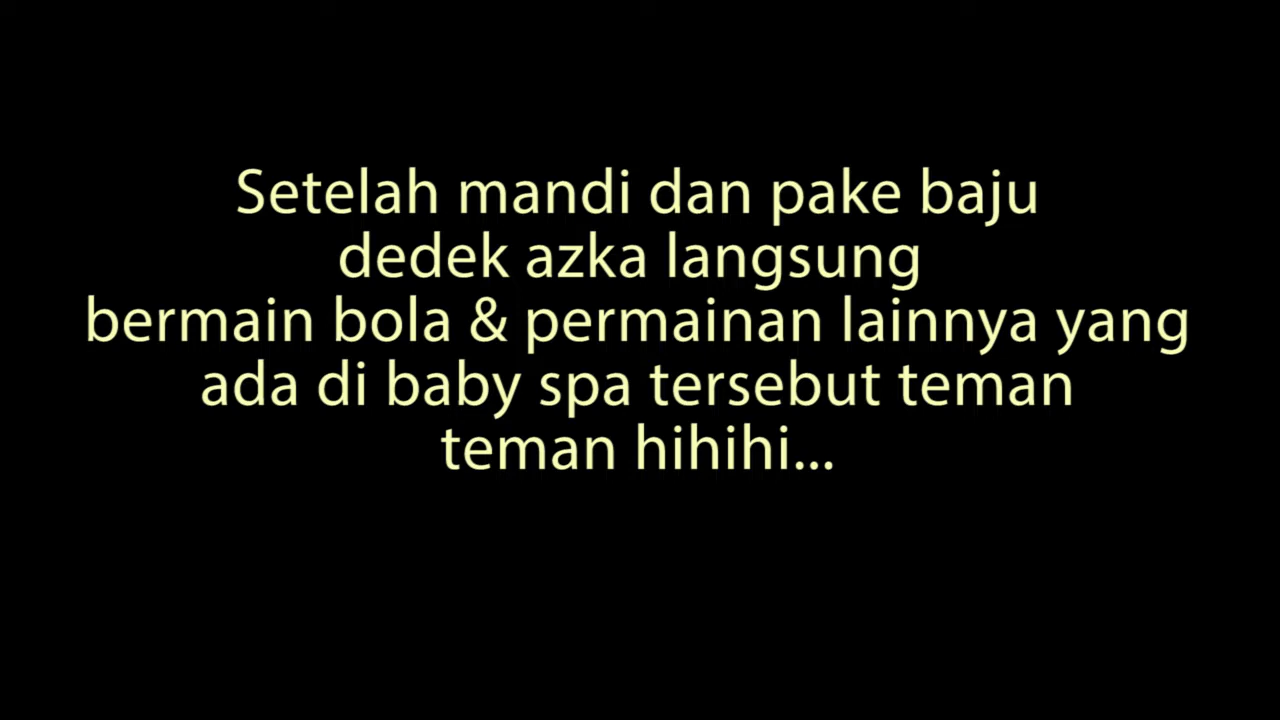 Setelah mandi dan pake baju
dedek azka langsung
bermain bola & permainan lainnya yang
ada di baby spa tersebut teman
teman hihihi...